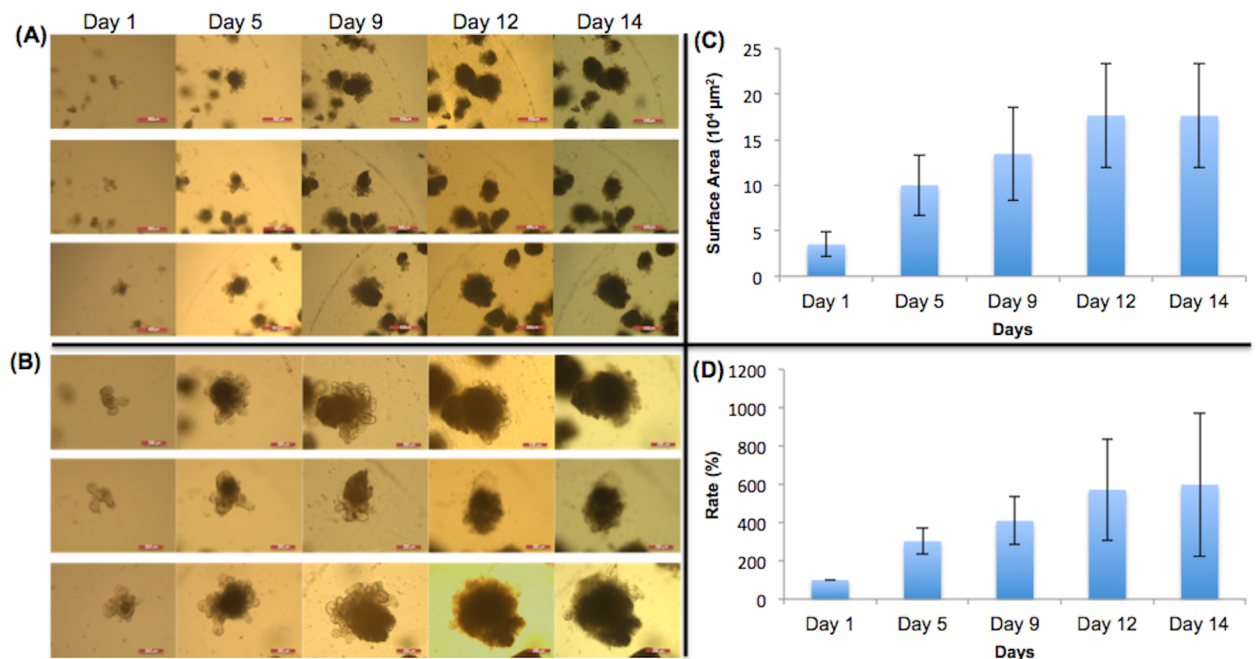 Day 1 Day 5 Day 9 Day 12 Day 14
(A)
(B)
(C)
25
20
15
10
5
0
Surface Area (10⁴ µm²)
Day 1 Day 5 Day 9 Day 12 Day 14
Days
(D)
1200
1000
800
600
400
200
0
Rate (%)
Day 1 Day 5 Day 9 Day 12 Day 14
Days